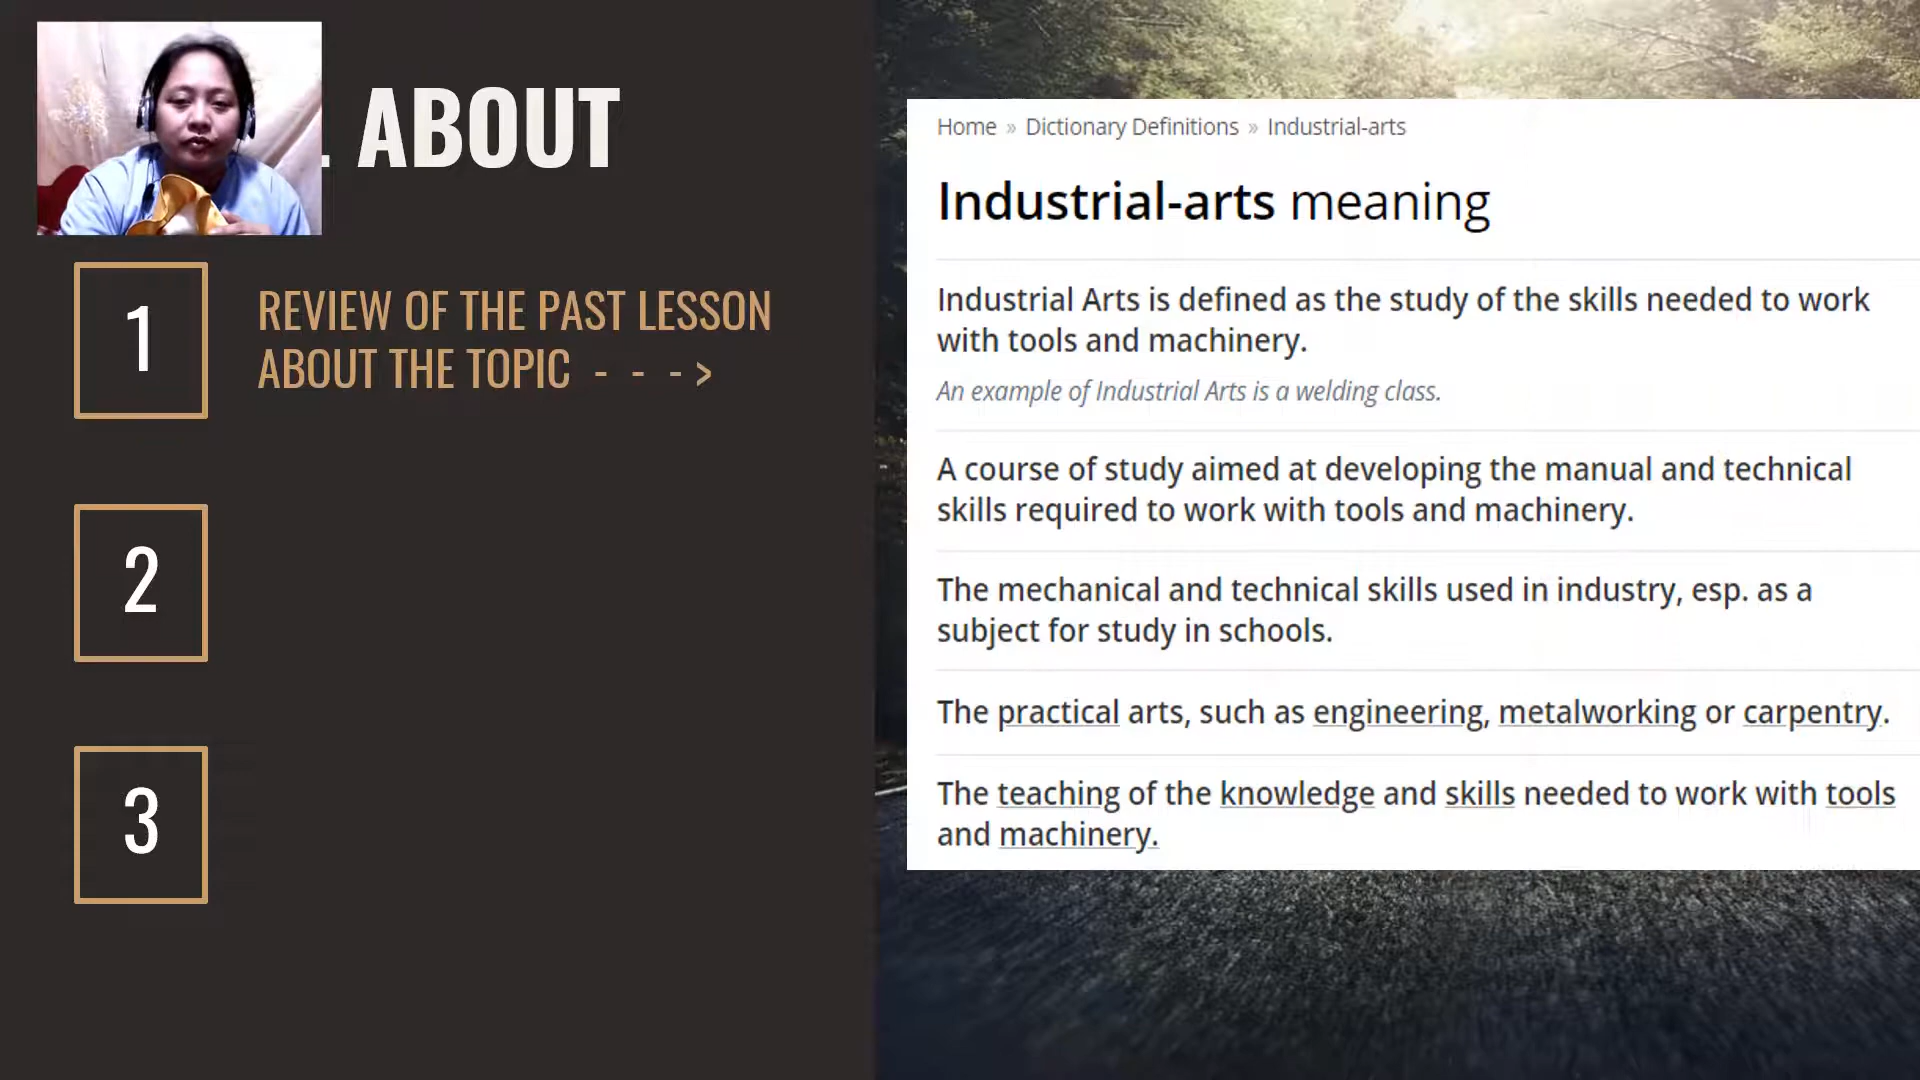 ABOUT
1
REVIEW OF THE PAST LESSON
ABOUT THE TOPIC - - - >
2
3
Home » Dictionary Definitions » Industrial-arts
Industrial-arts meaning
Industrial Arts is defined as the study of the skills needed to work
with tools and machinery.
An example of Industrial Arts is a welding class.
A course of study aimed at developing the manual and technical
skills required to work with tools and machinery.
The mechanical and technical skills used in industry, esp. as a
subject for study in schools.
The practical arts, such as engineering, metalworking or carpentry.
The teaching of the knowledge and skills needed to work with tools
and machinery.